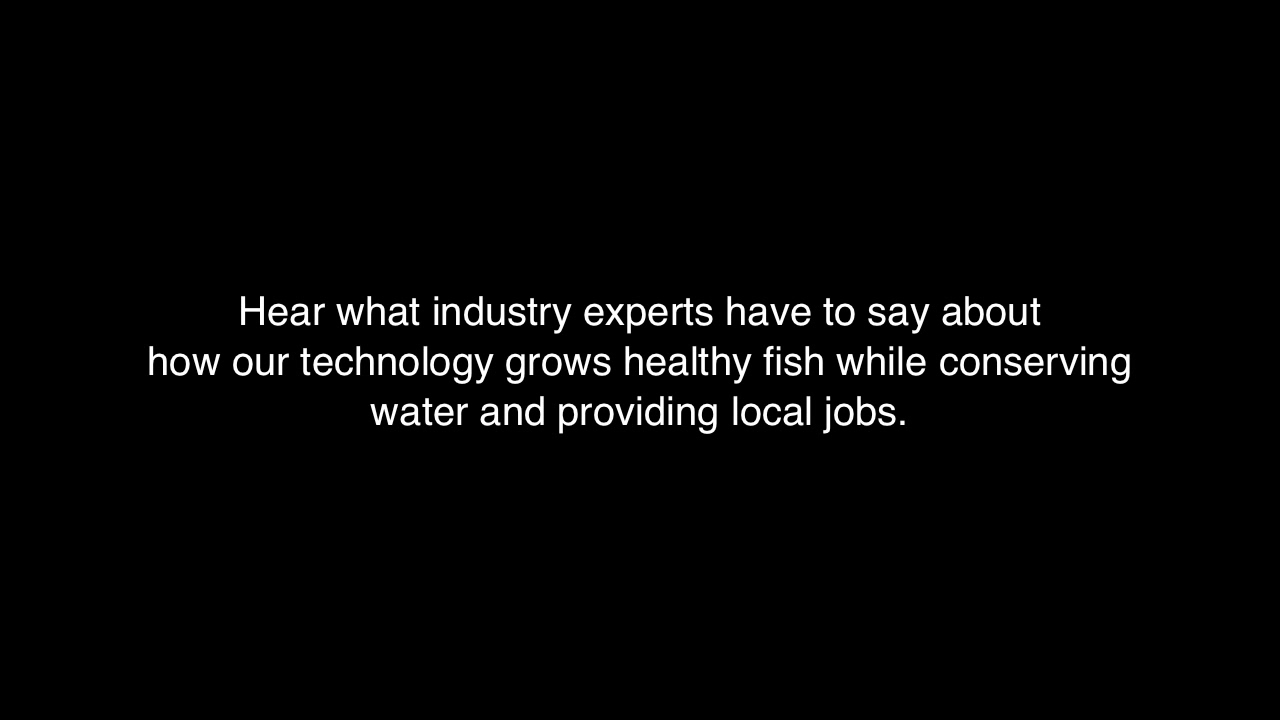 Hear what industry experts have to say about
how our technology grows healthy fish while conserving
water and providing local jobs.